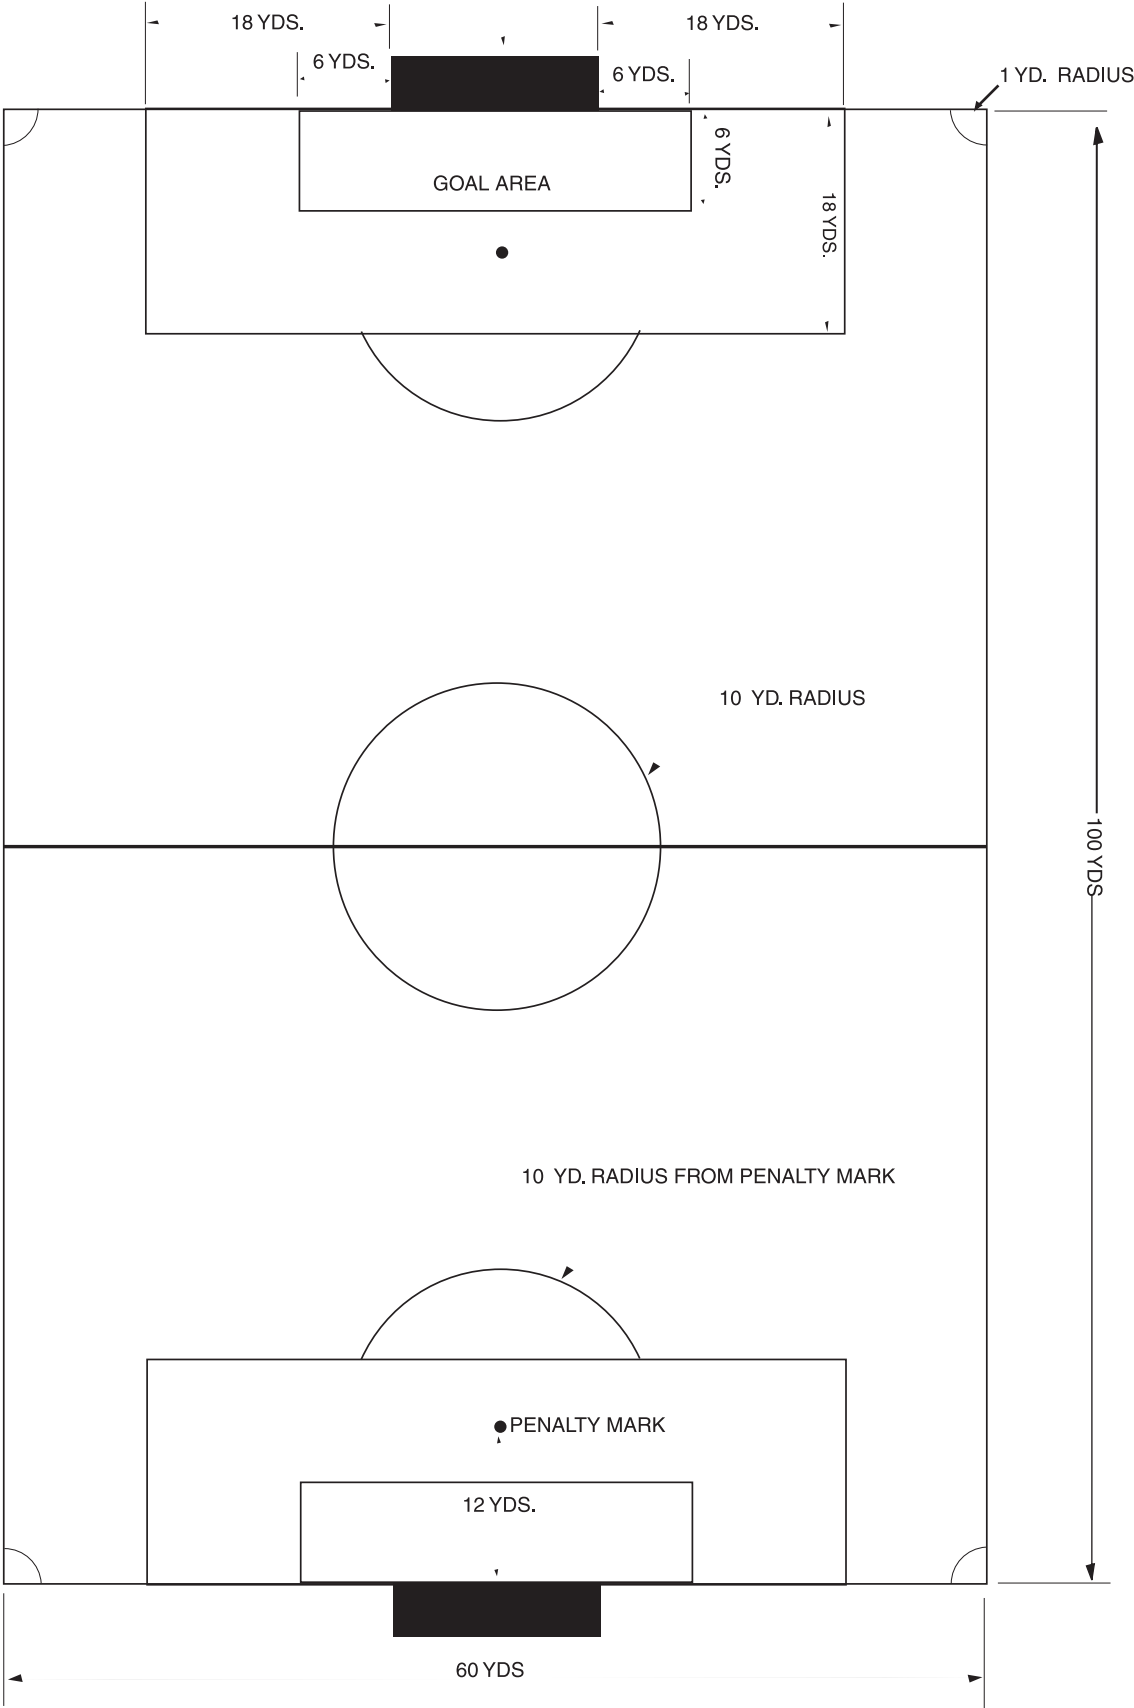 18 YDS.
18 YDS.
6 YDS.
6 YDS.
1 YD. RADIUS
6 YDS.
GOAL AREA
18 YDS.
10 YD. RADIUS
100 YDS
10 YD. RADIUS FROM PENALTY MARK
PENALTY MARK
12 YDS.
60 YDS